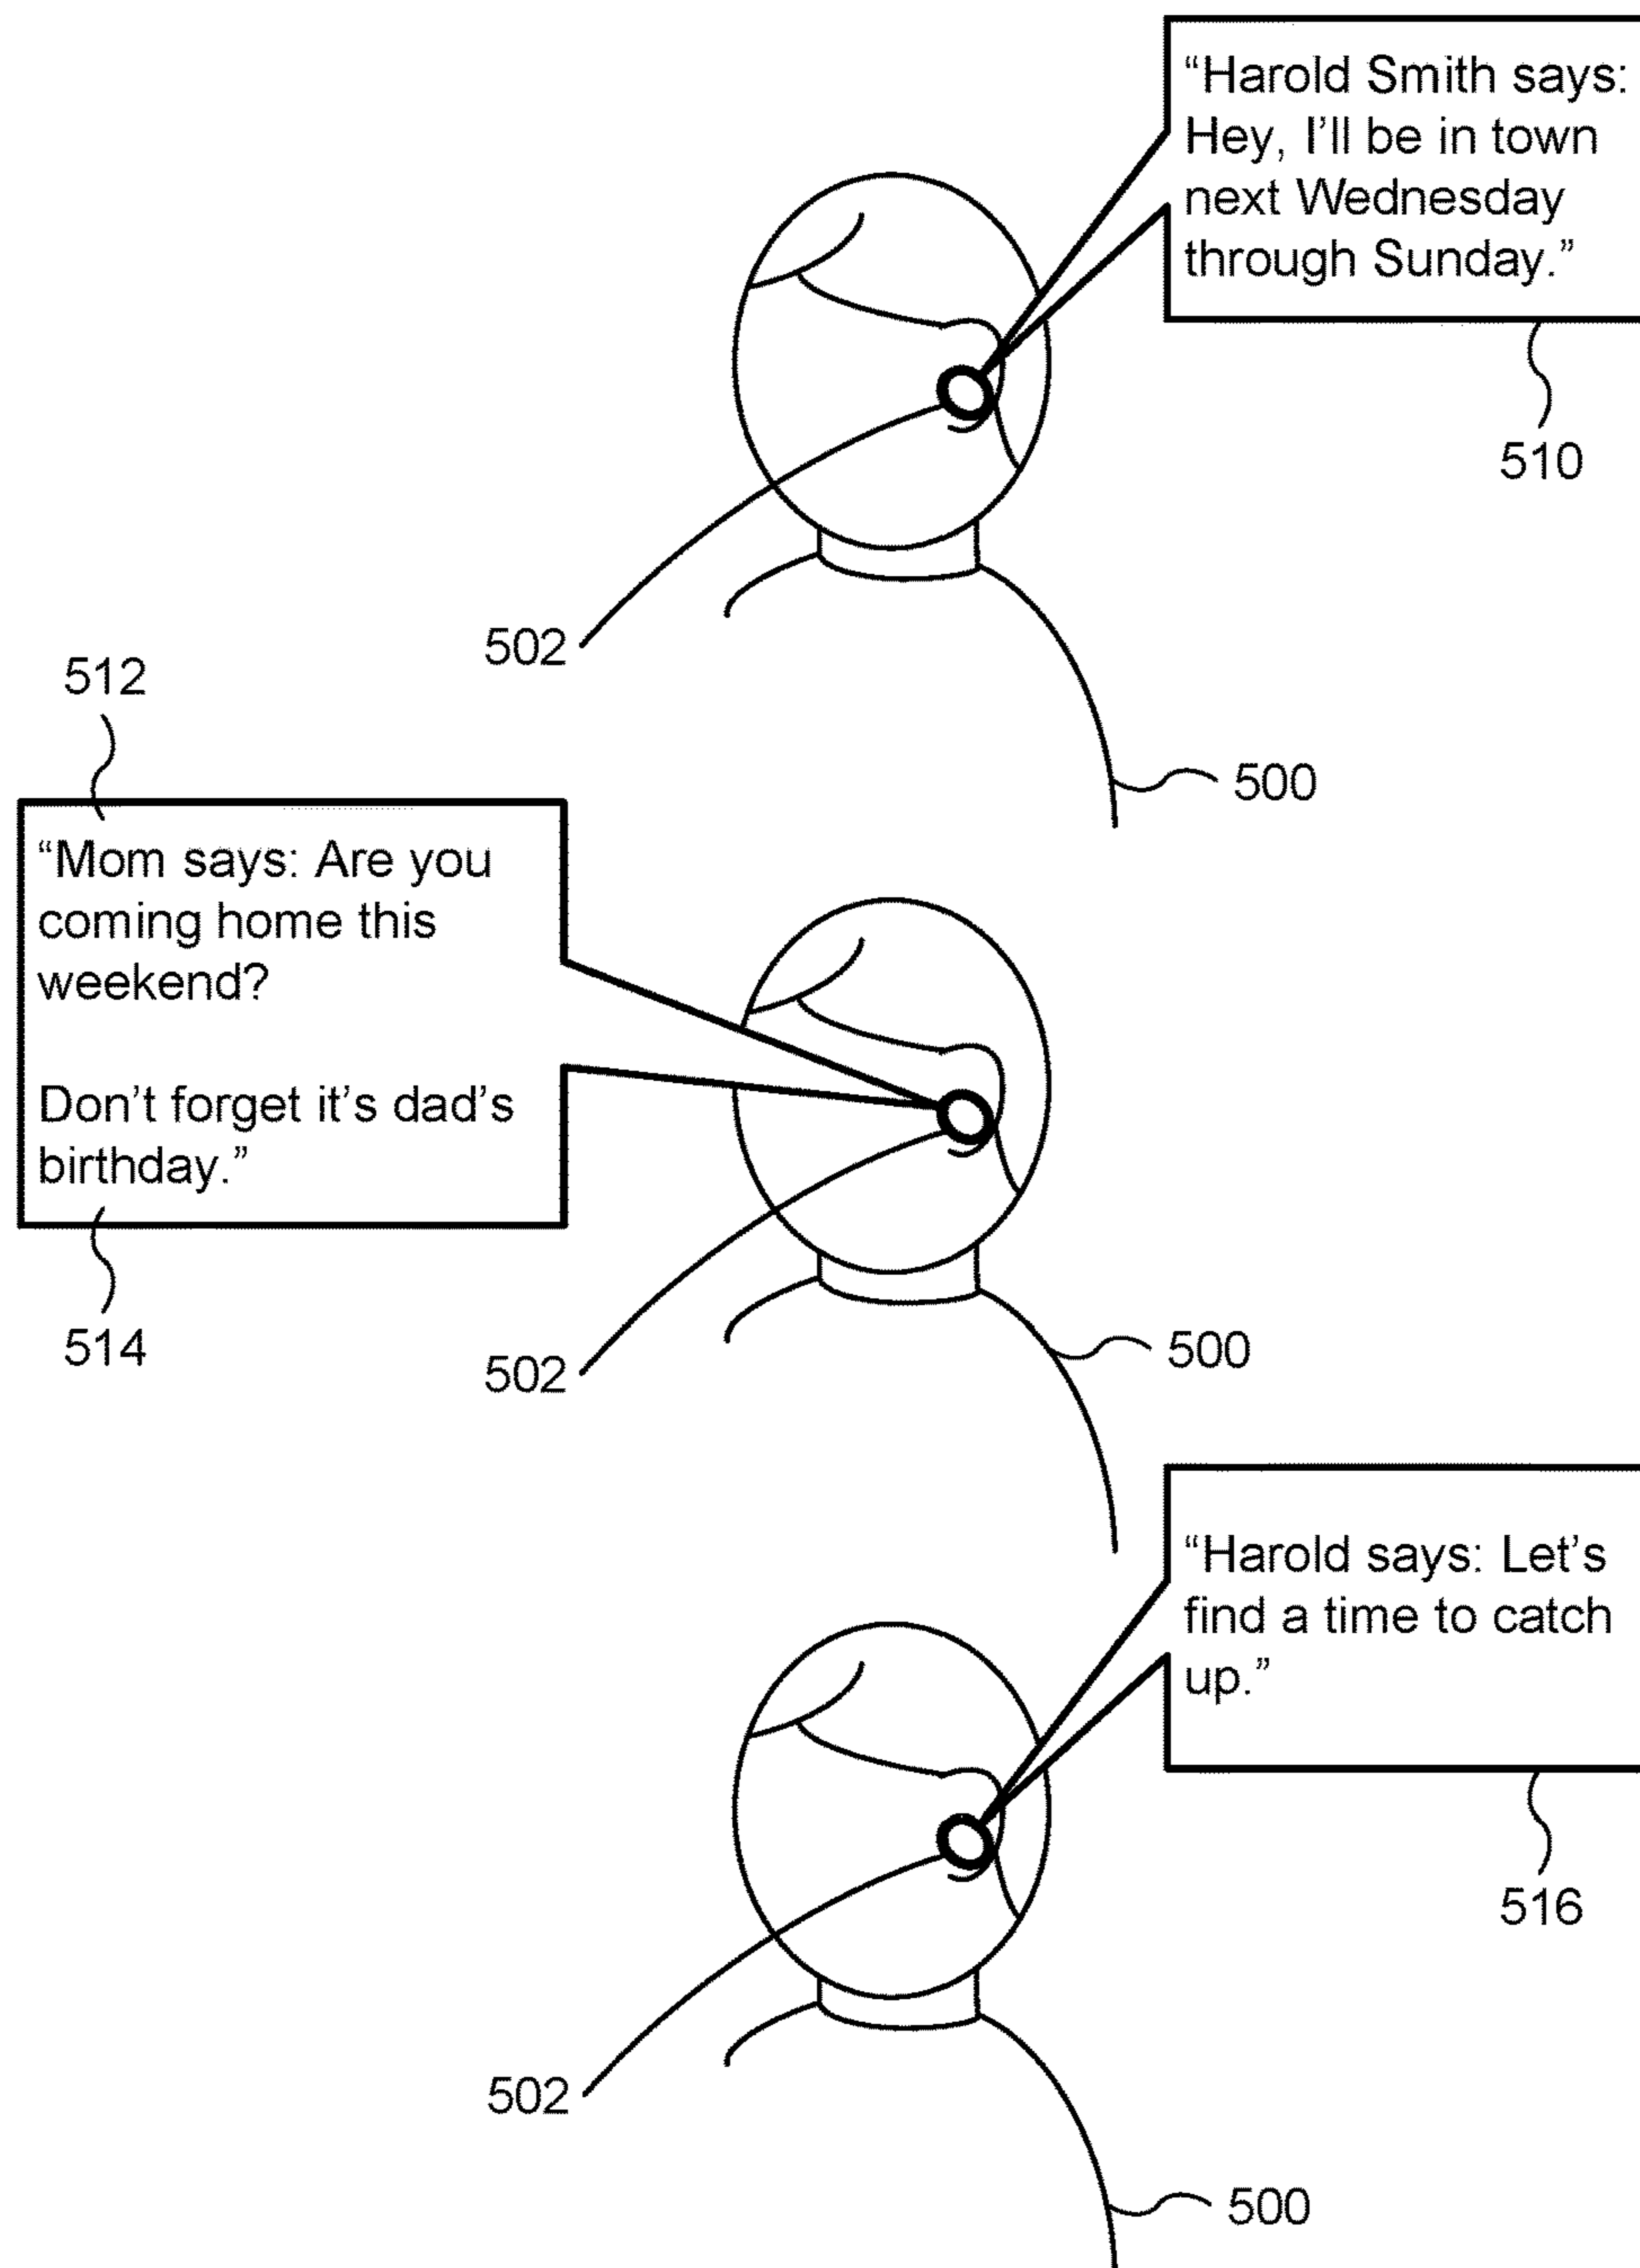 “Harold Smith says:
Hey, I’ll be in town
next Wednesday
through Sunday.”
510
502
512
500
“Mom says: Are you
coming home this
weekend?
Don’t forget it’s dad’s
birthday.”
514
502
500
“Harold says: Let’s
find a time to catch
up.”
516
502
500